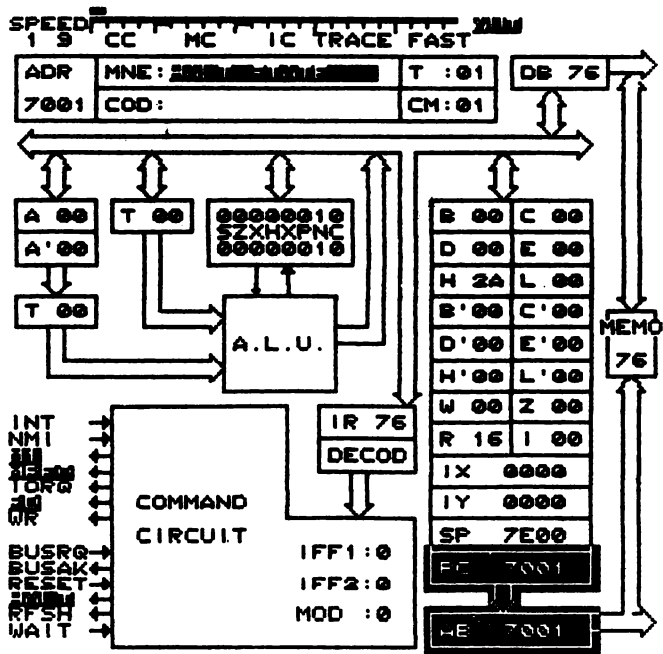 SPEED
1 9 CC MC IC TRACE FAST
ADR MNE: T :01 DB 76
7001 COD: CM:01
A 00 T 00 00000010 B 00 C 00
A'00 SZXHXPNC D 00 E 00
00000010
H 2A L 00
T 00 B'00 C'00 MEMO
A.L.U. D'00 E'00 76
H'00 L'00
IR 76 W 00 Z 00
INT
NMI DECOD R 16 I 00
IX 0000
TORQ
COMMAND IY 0000
WR
CIRCUIT SP 7E00
BUSRQ IFF1:0 PC 7001
BUSAK
RESET IFF2:0
RFSH MOD :0
WAIT 7001